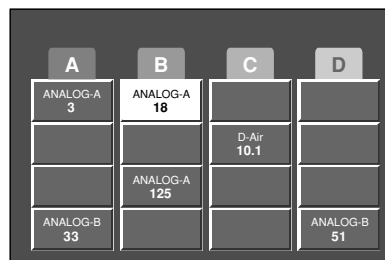 A B C D
ANALOG-A ANALOG-A
3 18
D-Air
10.1
ANALOG-A
125
ANALOG-B ANALOG-B
33 51